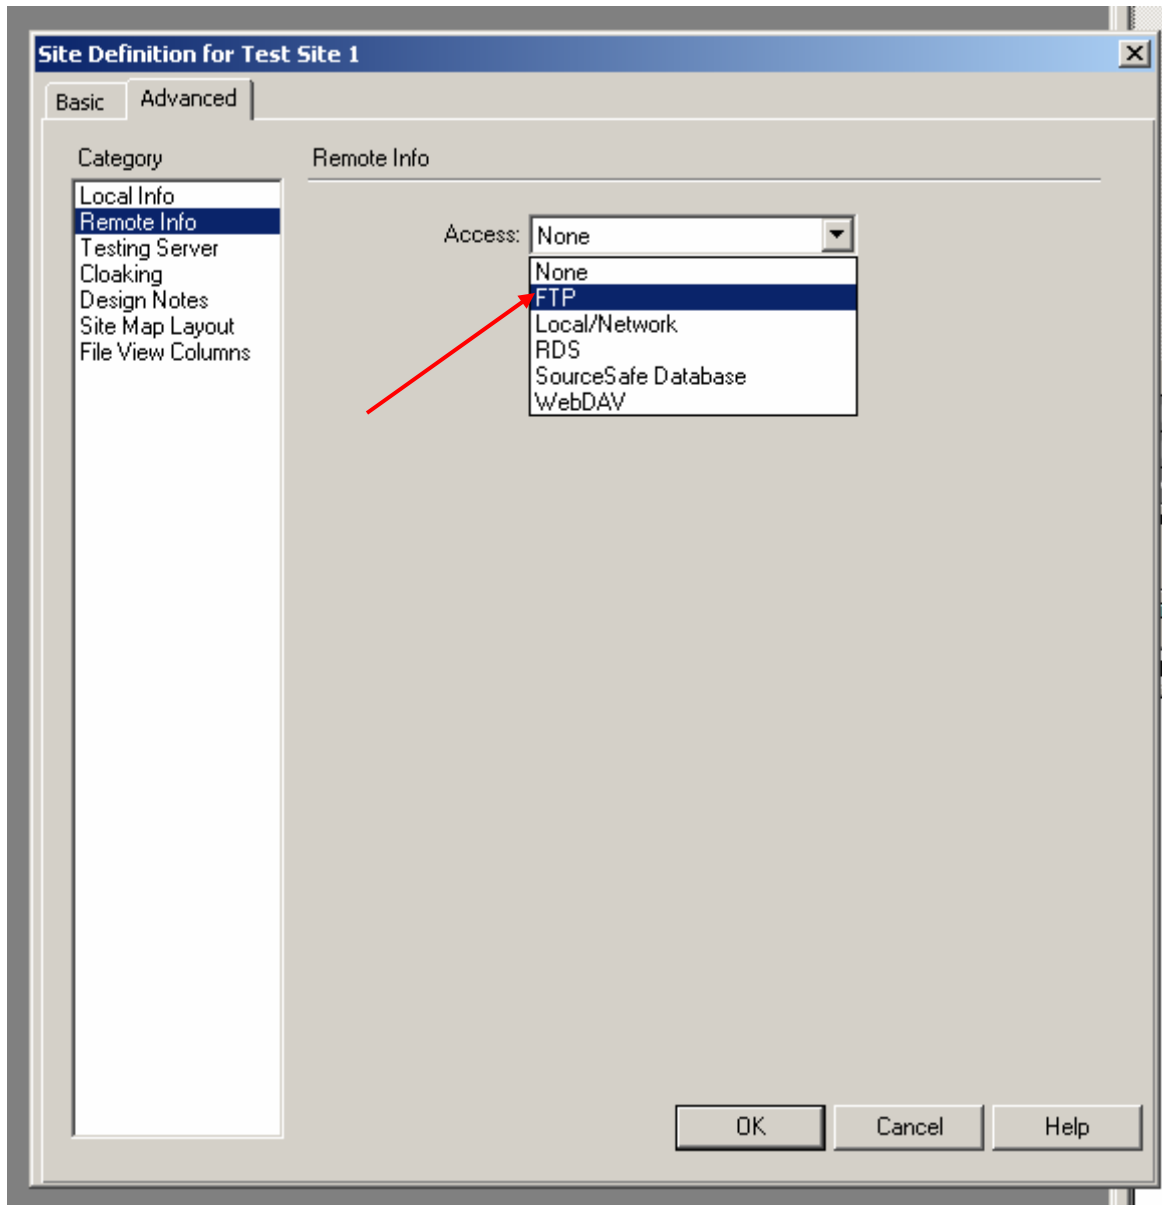 Site Definition for Test Site 1
Basic
Advanced
Category
Remote Info
Local Info
Remote Info
Testing Server
Cloaking
Design Notes
Site Map Layout
File View Columns
Access: None
None
FTP
Local/Network
RDS
SourceSafe Database
WebDAV
OK
Cancel
Help